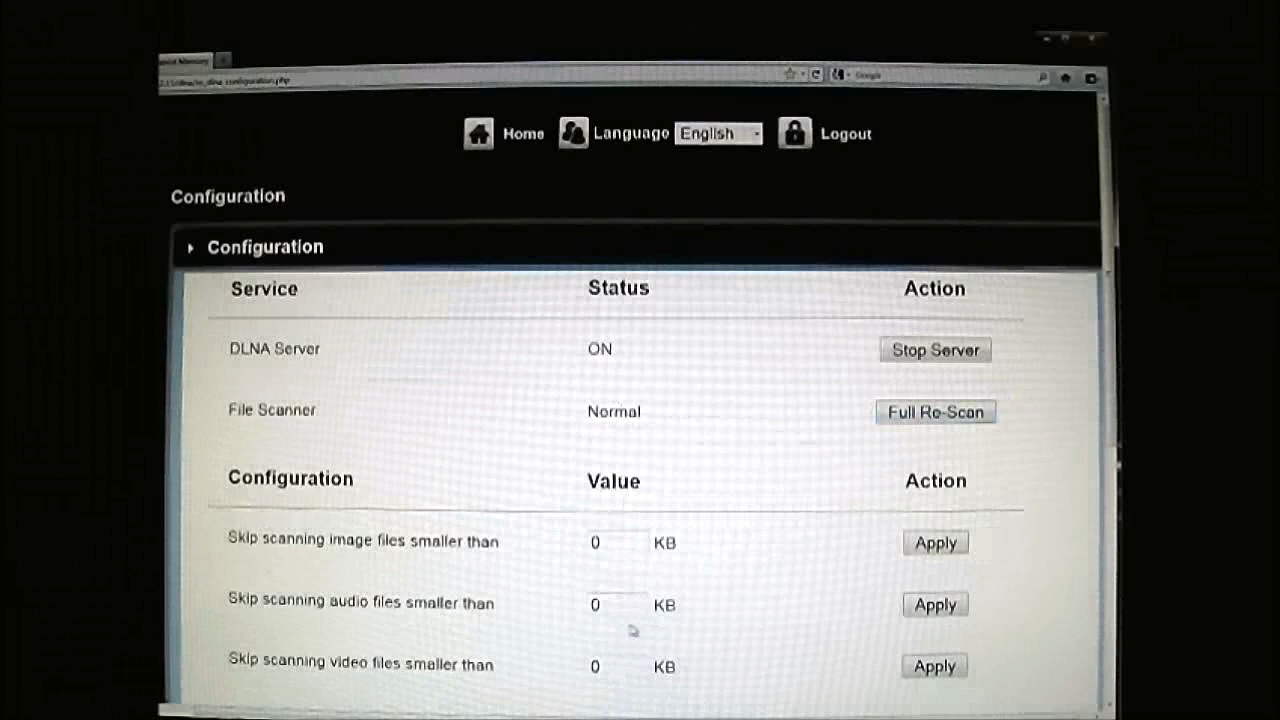 Home Language English Logout
Configuration
Configuration
Service Status Action
DLNA Server ON Stop Server
File Scanner Normal Full Re-Scan
Configuration Value Action
Skip scanning image files smaller than 0 KB Apply
Skip scanning audio files smaller than 0 KB Apply
Skip scanning video files smaller than 0 KB Apply